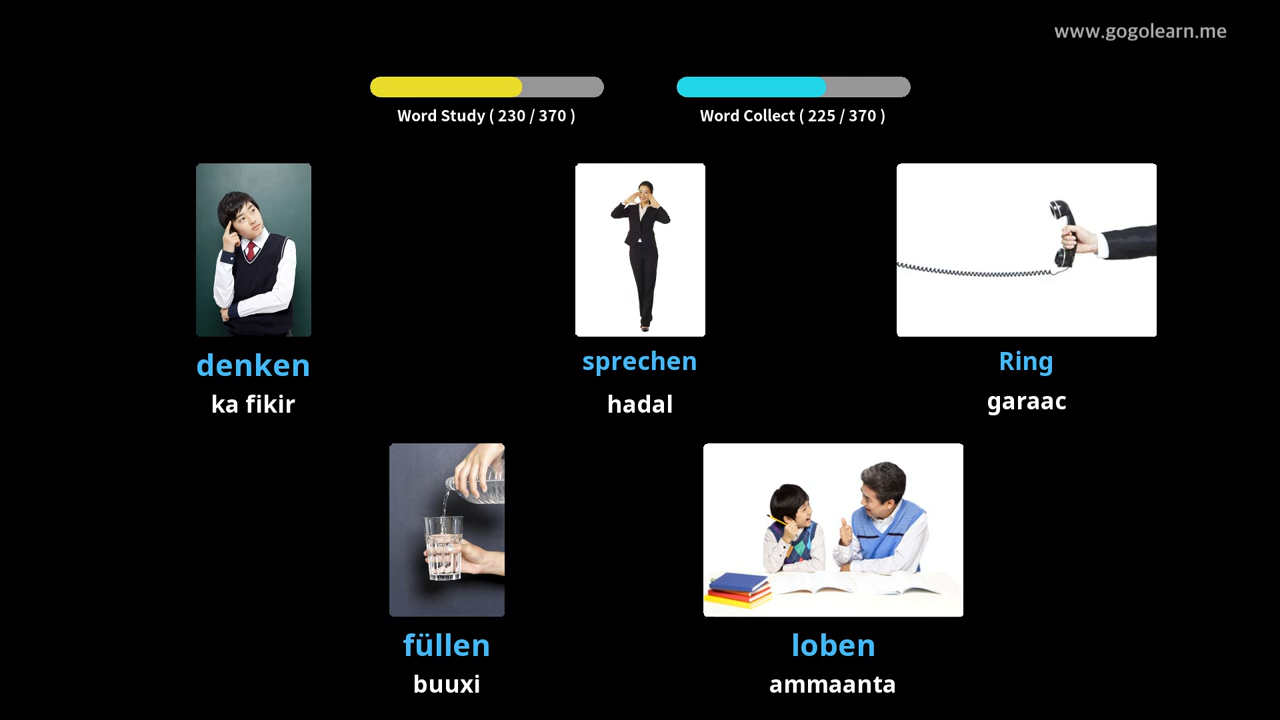 www.gogolearn.me
Word Study ( 230 / 370 )
Word Collect ( 225 / 370 )
denken
ka fikir
sprechen
hadal
Ring
garaac
füllen
buuxi
loben
ammaanta